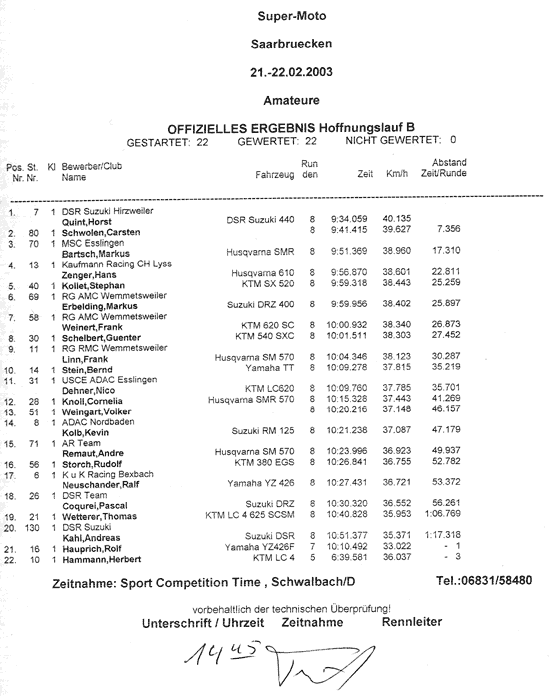 Super-Moto
Saarbruecken
21.-22.02.2003
Amateure
OFFIZIELLES ERGEBNIS Hoffnungslauf B
GESTARTET: 22 GEWERTET: 22 NICHT GEWERTET: 0
Pos. St. Kl Bewerber/Club Run Abstand
Nr. Nr. Name Fahrzeug den Zeit Km/h Zeit/Runde
1. 7 1 DSR Suzuki Hirzweiler
Quint,Horst DSR Suzuki 440 8 9:34.059 40.135
2. 80 1 Schwolen,Carsten 8 9:41.415 39.627 7.356
3. 70 1 MSC Esslingen
Bartsch,Markus Husqvarna SMR 8 9:51.369 38.960 17.310
4. 13 1 Kaufmann Racing CH Lyss
Zenger,Hans Husqvarna 610 8 9:56.870 38.601 22.811
5. 40 1 Kollet,Stephan KTM SX 520 8 9:59.318 38.443 25.259
6. 69 1 RG AMC Wemmetsweiler
Erbelding,Markus Suzuki DRZ 400 8 9:59.956 38.402 25.897
7. 58 1 RG AMC Wemmetsweiler
Weinert,Frank KTM 620 SC 8 10:00.932 38.340 26.873
8. 30 1 Schelbert,Guenter KTM 540 SXC 8 10:01.511 38.303 27.452
9. 11 1 RG RMC Wemmetsweiler
Linn,Frank Husqvarna SM 570 8 10:04.346 38.123 30.287
10. 14 1 Stein,Bernd Yamaha TT 8 10:09.278 37.815 35.219
11. 31 1 USCE ADAC Esslingen
Dehner,Nico KTM LC620 8 10:09.760 37.785 35.701
12. 28 1 Knoll,Cornelia Husqvarna SMR 570 8 10:15.328 37.443 41.269
13. 51 1 Weingart,Volker 8 10:20.216 37.148 46.157
14. 8 1 ADAC Nordbaden
Kolb,Kevin Suzuki RM 125 8 10:21.238 37.087 47.179
15. 71 1 AR Team
Remaut,Andre Husqvarna SM 570 8 10:23.996 36.923 49.937
16. 56 1 Storch,Rudolf KTM 380 EGS 8 10:26.841 36.755 52.782
17. 6 1 K u K Racing Bexbach
Neuschander,Ralf Yamaha YZ 426 8 10:27.431 36.721 53.372
18. 26 1 DSR Team
Coqurei,Pascal Suzuki DRZ 8 10:30.320 36.552 56.261
19. 21 1 Wetterer,Thomas KTM LC 4 625 SCSM 8 10:40.828 35.953 1:06.769
20. 130 1 DSR Suzuki
Kahl,Andreas Suzuki 8 10:51.377 35.371 1:17.318
21. 16 1 Hauprich,Rolf Yamaha YZ426F 7 10:10.492 33.022 - 1
22. 10 1 Hammann,Herbert KTM LC 4 5 6:39.581 36.037 - 3
Zeitnahme: Sport Competition Time , Schwalbach/D Tel.:06831/58480
vorbehaltlich der technischen Überprüfung!
Unterschrift / Uhrzeit Zeitnahme Rennleiter
14 45